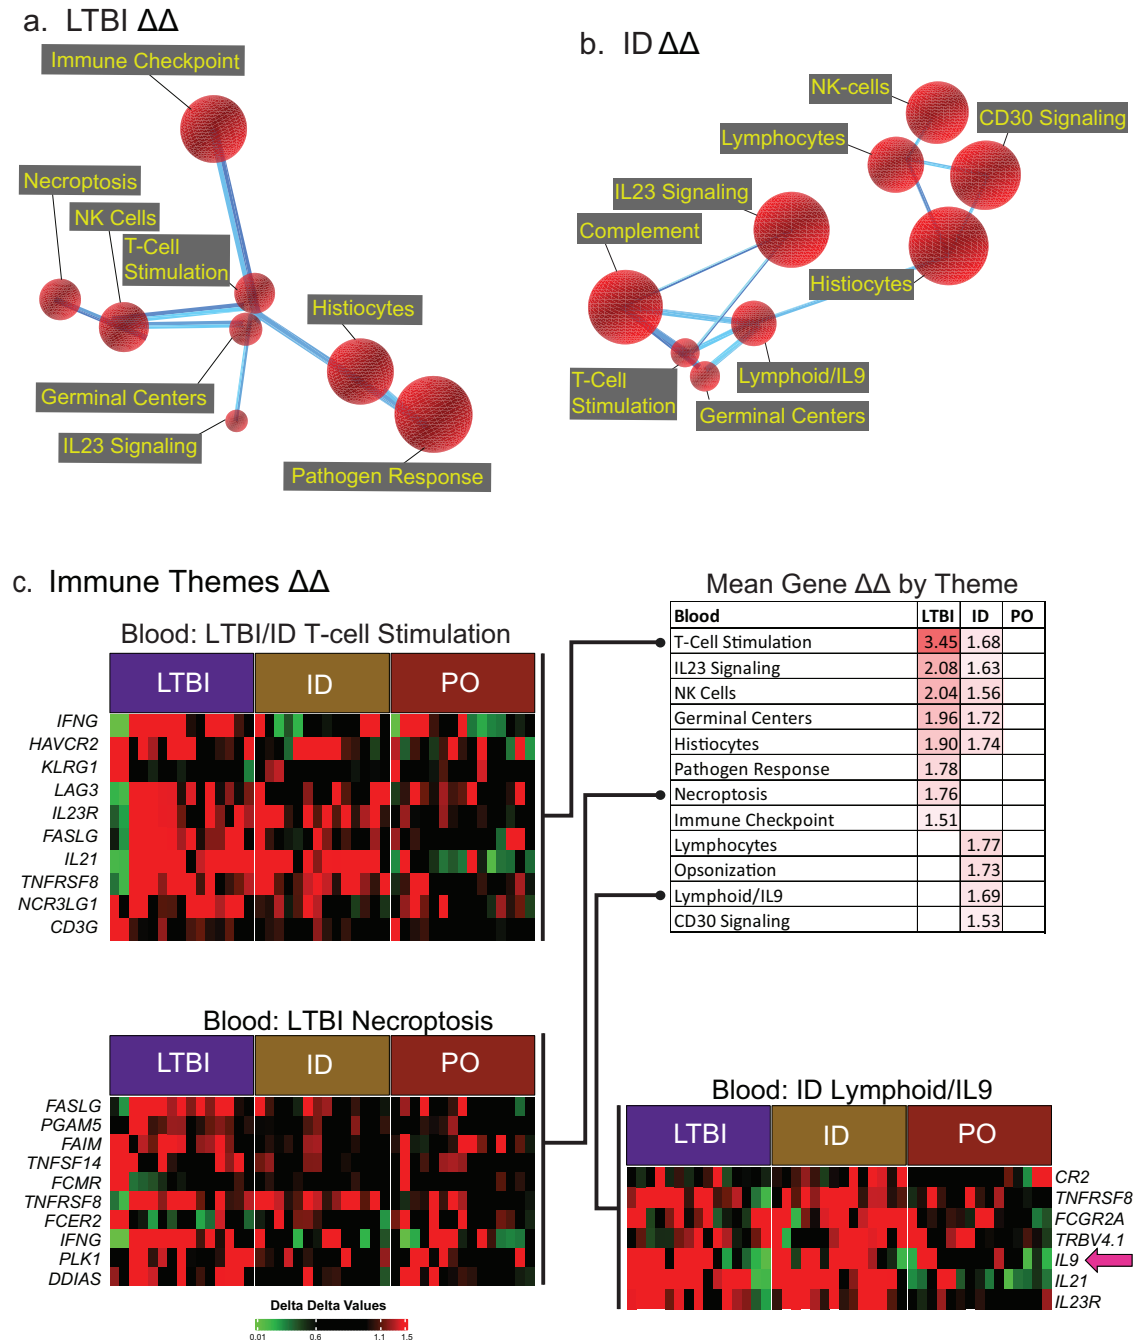 a. LTBI ΔΔ
Immune Checkpoint
Necroptosis
NK Cells
T-Cell
Stimulation
Histiocytes
Germinal Centers
IL23 Signaling
Pathogen Response
b. ID ΔΔ
NK-cells
CD30 Signaling
Lymphocytes
IL23 Signaling
Complement
Histiocytes
T-Cell
Stimulation
Lymphoid/IL9
Germinal Centers
c. Immune Themes ΔΔ
Blood: LTBI/ID T-cell Stimulation
LTBI ID PO
IFNG
HAVCR2
KLRG1
LAG3
IL23R
FASLG
IL21
TNFRSF8
NCR3LG1
CD3G
Mean Gene ΔΔ by Theme
Blood LTBI ID PO
T-Cell Stimulation 3.45 1.68
IL23 Signaling 2.08 1.63
NK Cells 2.04 1.56
Germinal Centers 1.96 1.72
Histiocytes 1.90 1.74
Pathogen Response 1.78
Necroptosis 1.76
Immune Checkpoint 1.51
Lymphocytes 1.77
Opsonization 1.73
Lymphoid/IL9 1.69
CD30 Signaling 1.53
Blood: LTBI Necroptosis
LTBI ID PO
FASLG
PGAM5
FAIM
TNFSF14
FCMR
TNFRSF8
FCER2
IFNG
PLK1
DDIAS
Delta Delta Values
0.01 0.6 1.1 1.5
Blood: ID Lymphoid/IL9
LTBI ID PO
CR2
TNFRSF8
FCGR2A
TRBV4.1
IL9
IL21
IL23R